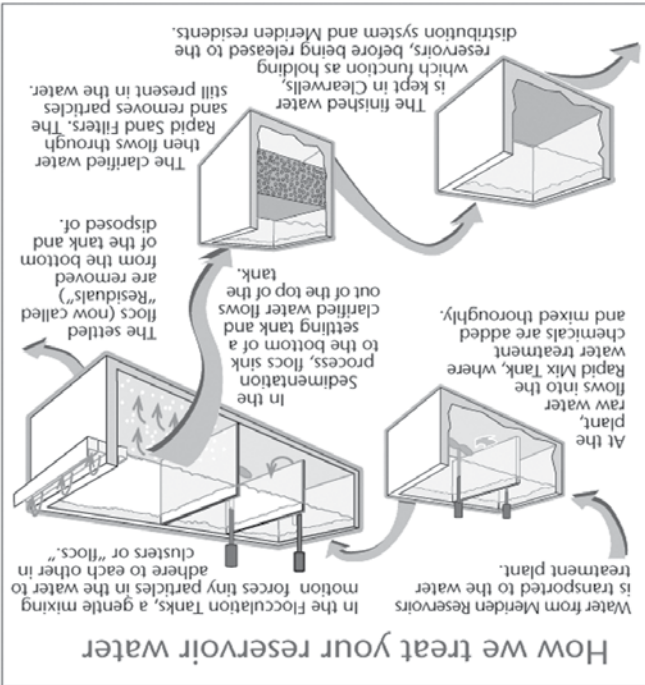 How we treat your reservoir water
Water from Meriden Reservoirs
is transported to the water
treatment plant.
In the Flocculation Tanks, a gentle mixing
motion forces tiny particles in the water to
adhere to each other in
clusters or "flocs."
At the
plant,
raw water
flows into the
Rapid Mix Tank, where
water treatment
chemicals are added
and mixed thoroughly.
In the
Sedimentation
process, flocs sink
to the bottom of a
settling tank and
clarified water flows
out of the top of the
tank.
The settled
flocs (now called
"Residuals")
are removed
from the bottom
of the tank and
disposed of.
The clarified water
then flows through
Rapid Sand Filters. The
sand removes particles
still present in the water.
The finished water
is kept in Clearwells,
which function as holding
reservoirs, before being released to the
distribution system and Meriden residents.